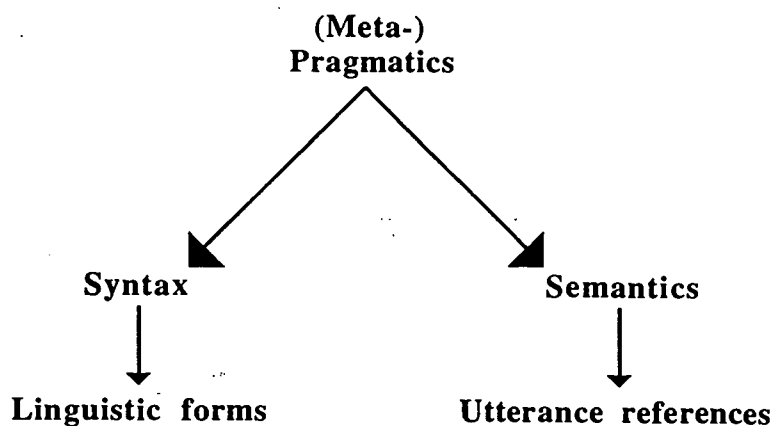 (Meta-)
Pragmatics
Syntax
Semantics
Linguistic forms
Utterance references